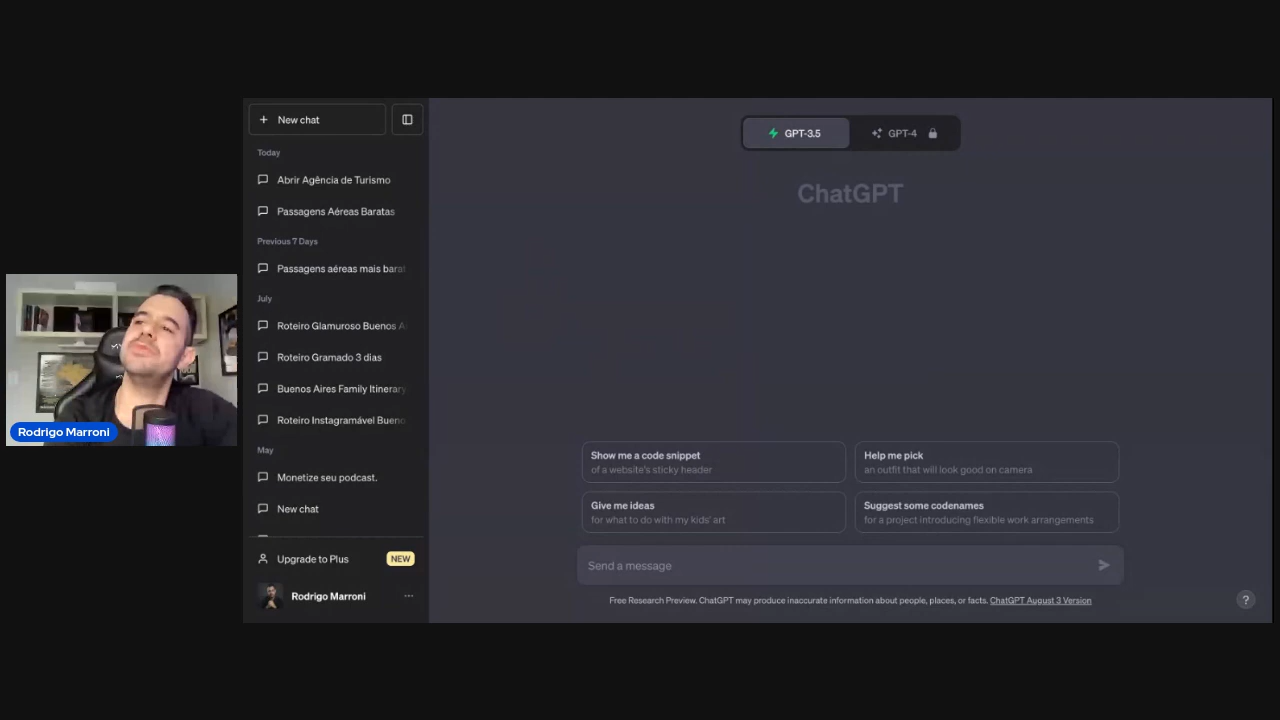 New chat
Today
Abrir Agência de Turismo
Passagens Aéreas Baratas
Previous 7 Days
Passagens aéreas mais barat
July
Roteiro Glamuroso Buenos A
Roteiro Gramado 3 dias
Buenos Aires Family Itinerary
Roteiro Instagramável Bueno
May
Monetize seu podcast.
New chat
Upgrade to Plus NEW
Rodrigo Marroni
GPT-3.5 GPT-4
ChatGPT
Show me a code snippet
of a website's sticky header
Help me pick
an outfit that will look good on camera
Give me ideas
for what to do with my kids' art
Suggest some codenames
for a project introducing flexible work arrangements
Send a message
Free Research Preview. ChatGPT may produce inaccurate information about people, places, or facts. ChatGPT August 3 Version
?
Rodrigo Marroni